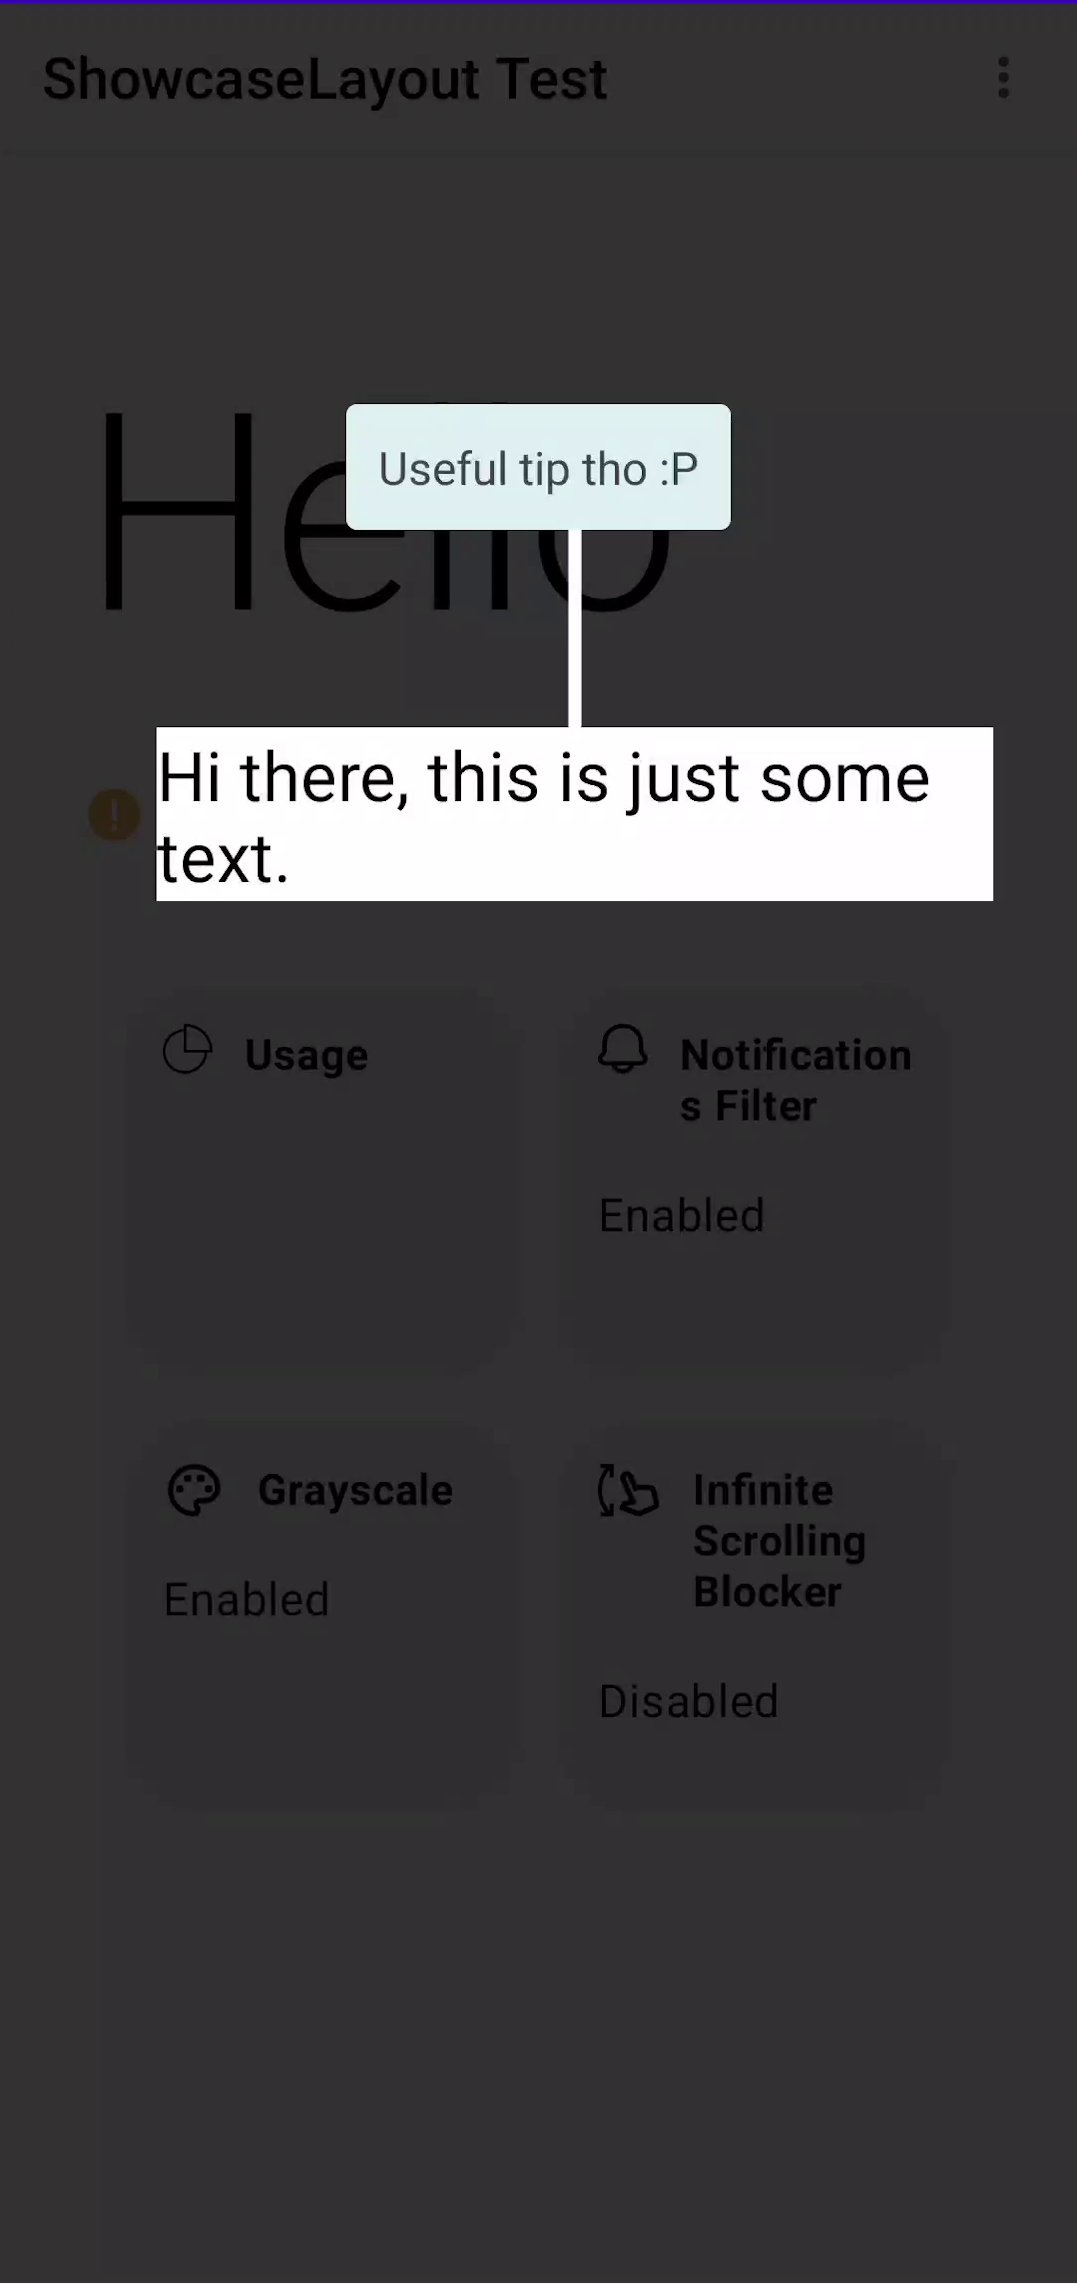 ShowcaseLayout Test
Hello
Useful tip tho :P
Hi there, this is just some
text.
Usage
Notification
s Filter
Enabled
Grayscale
Enabled
Infinite
Scrolling
Blocker
Disabled